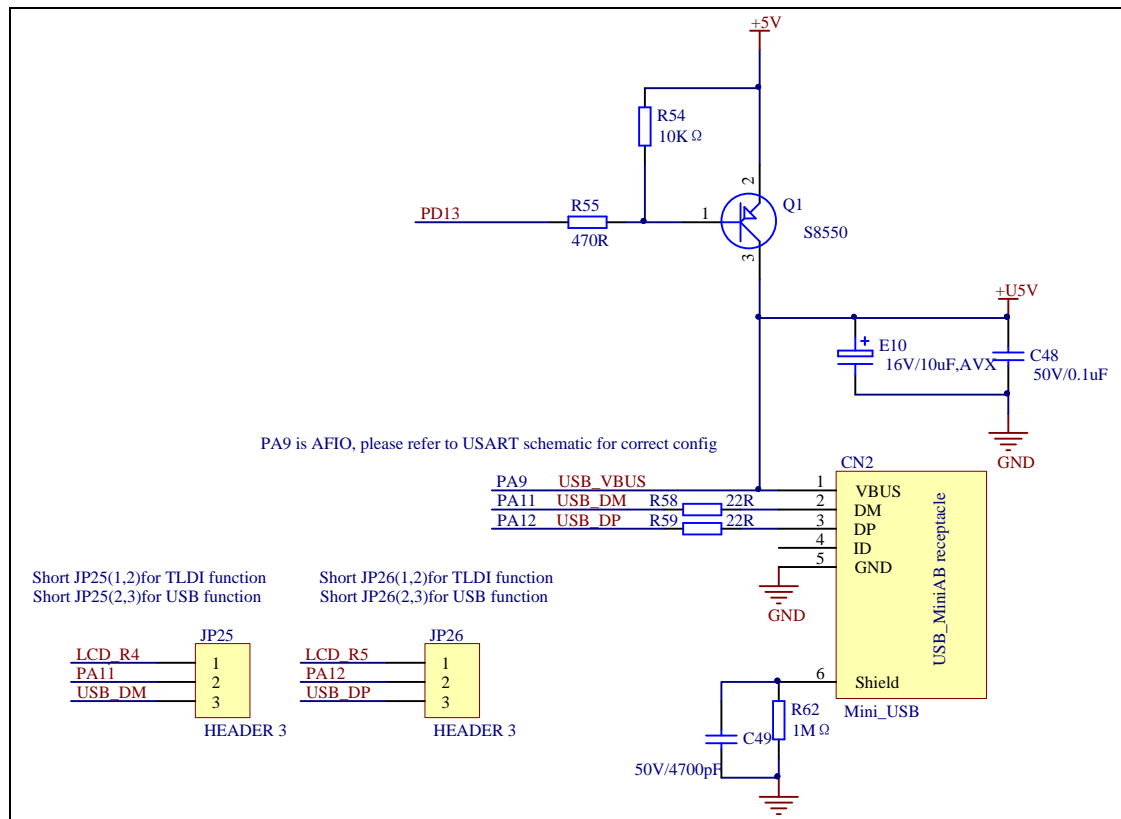 +5V
R54
10K Ω
2
Q1
PD13
R55
1
470R
S8550
3
+U5V
E10
16V/10uF,AVX
C48
50V/0.1uF
GND
PA9 is AFIO, please refer to USART schematic for correct config
CN2
PA9 USB_VBUS 1 VBUS
PA11 USB_DM R58 22R 2 DM
PA12 USB_DP R59 22R 3 DP
4 ID
5 GND
GND
USB_MiniAB receptacle
6 Shield
Mini_USB
Short JP25(1,2)for TLDI function
Short JP25(2,3)for USB function
JP25
LCD_R4 1
PA11 2
USB_DM 3
HEADER 3
Short JP26(1,2)for TLDI function
Short JP26(2,3)for USB function
JP26
LCD_R5 1
PA12 2
USB_DP 3
HEADER 3
R62
1M Ω
C49
50V/4700pF